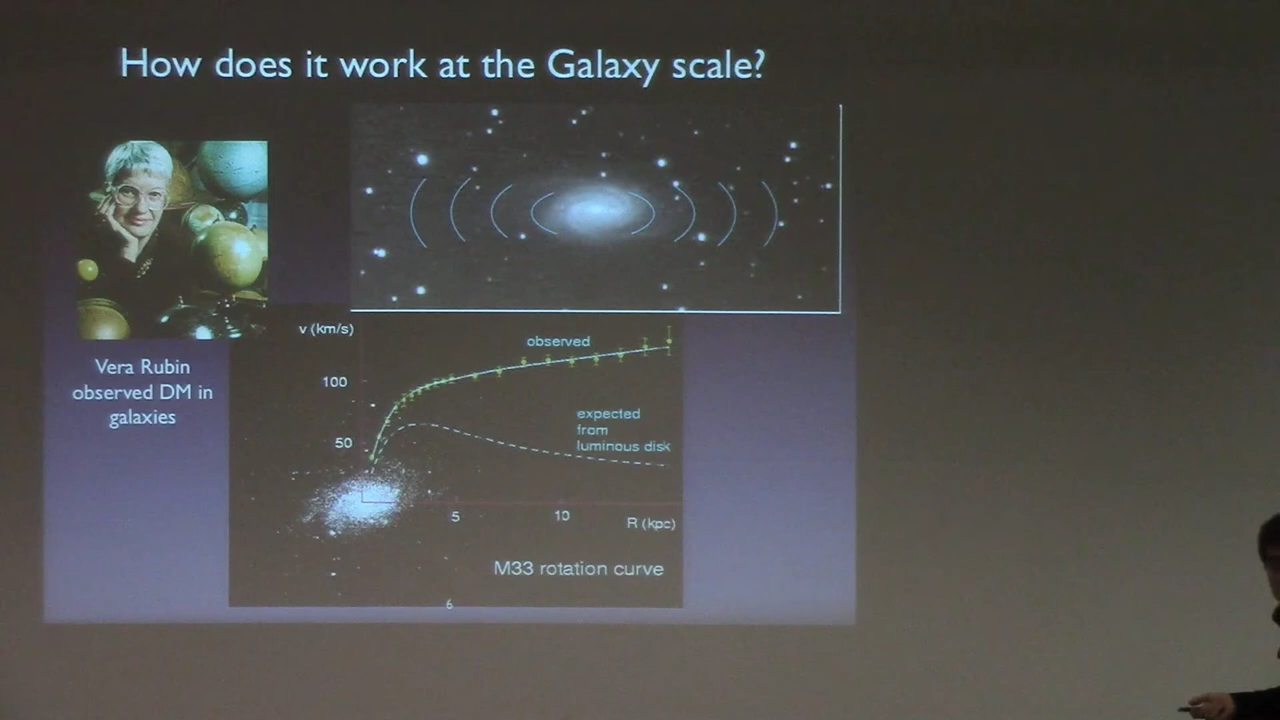 How does it work at the Galaxy scale?
Vera Rubin
observed DM in
galaxies
v (km/s)
observed
100
expected
from
luminous disk
50
5
10
R (kpc)
M33 rotation curve
6